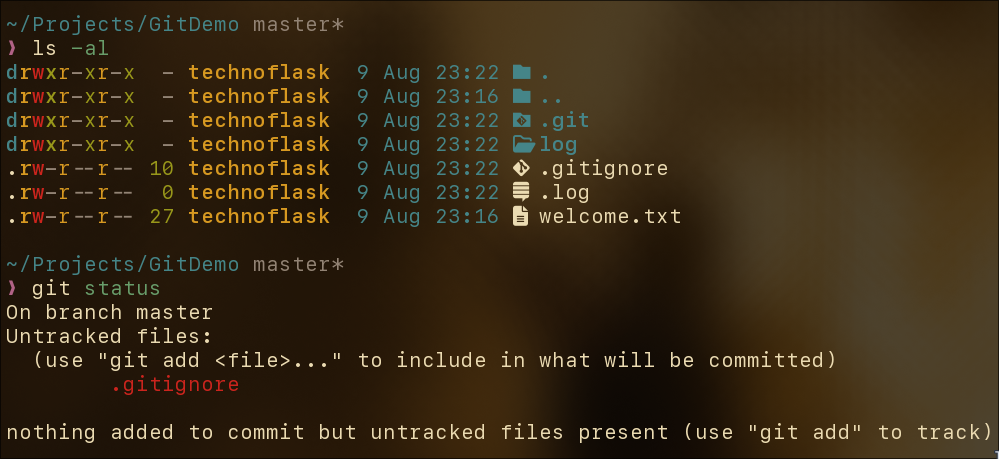 ~/Projects/GitDemo master*
❯ ls -al
drwxr-xr-x  - technoflask  9 Aug 23:22 .
drwxr-xr-x  - technoflask  9 Aug 23:16 ..
drwxr-xr-x  - technoflask  9 Aug 23:22 .git
drwxr-xr-x  - technoflask  9 Aug 23:22 log
.rw-r--r-- 10 technoflask  9 Aug 23:22 .gitignore
.rw-r--r--  0 technoflask  9 Aug 23:22 .log
.rw-r--r-- 27 technoflask  9 Aug 23:16 welcome.txt
~/Projects/GitDemo master*
❯ git status
On branch master
Untracked files:
  (use "git add <file>..." to include in what will be committed)
        .gitignore
nothing added to commit but untracked files present (use "git add" to track)